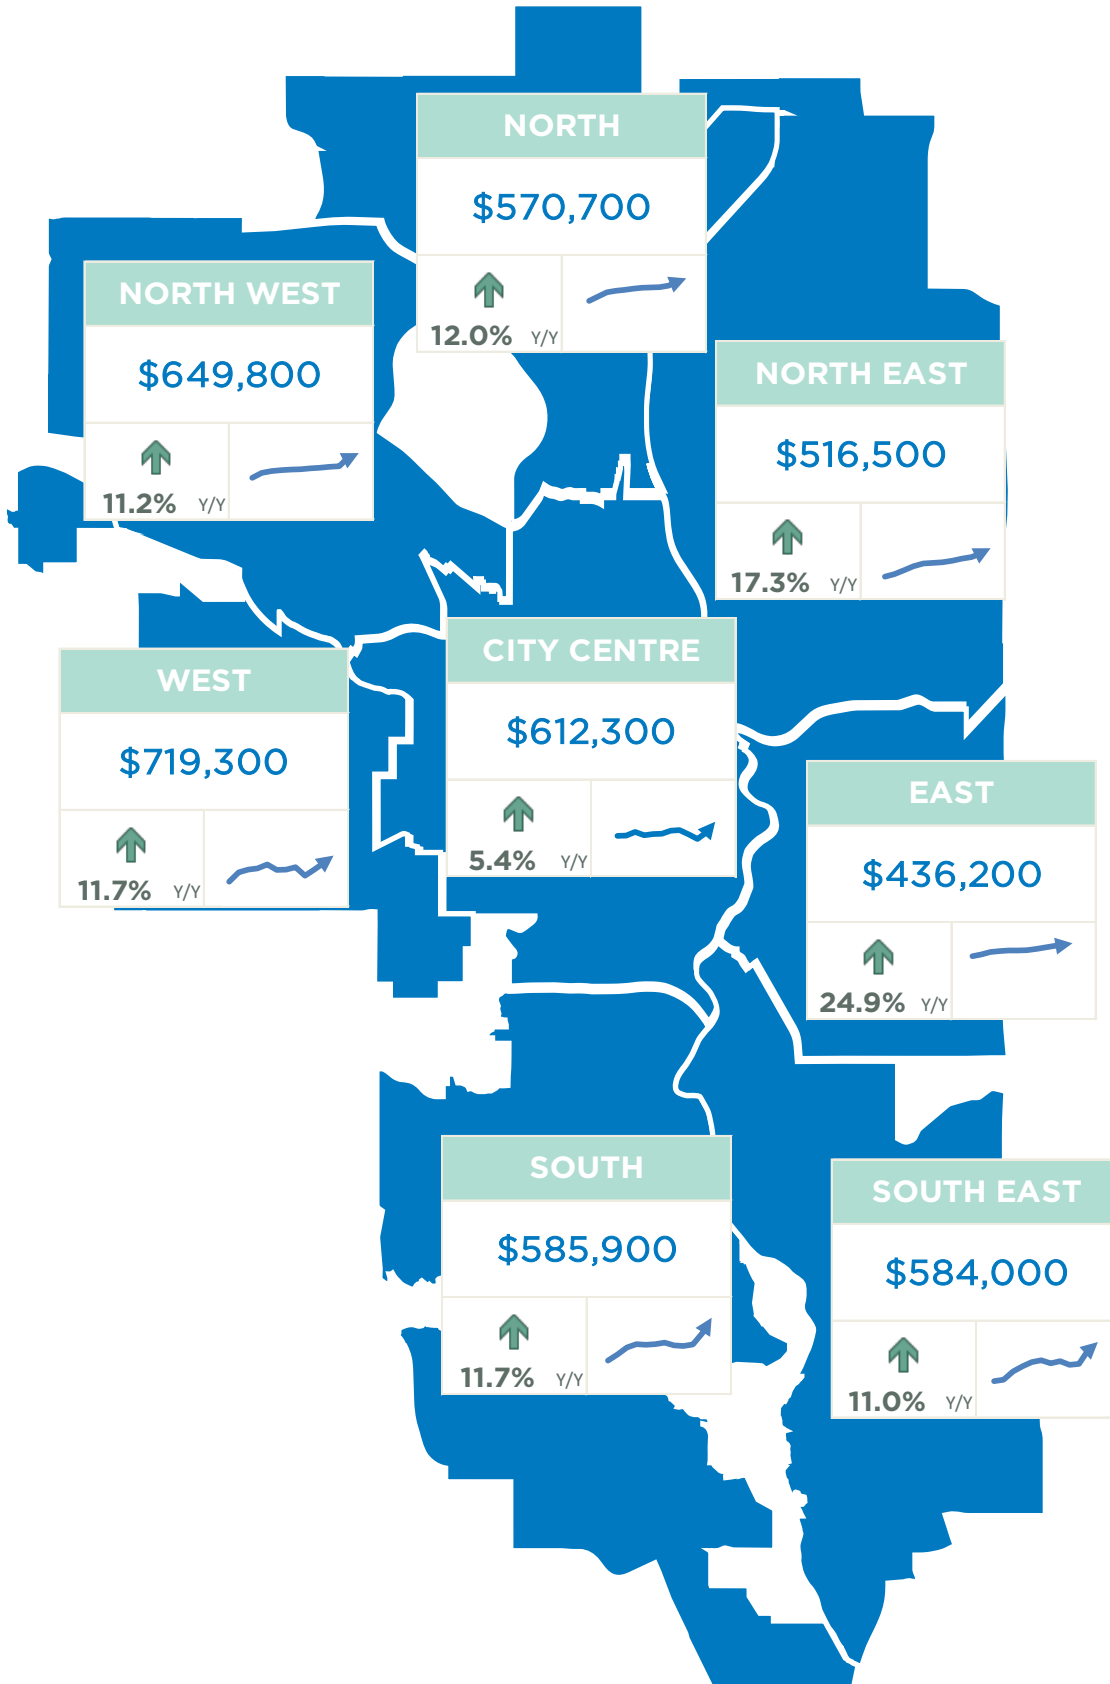 NORTH
$570,700
12.0% Y/Y
NORTH WEST
$649,800
11.2% Y/Y
NORTH EAST
$516,500
17.3% Y/Y
CITY CENTRE
$612,300
5.4% Y/Y
WEST
$719,300
11.7% Y/Y
EAST
$436,200
24.9% Y/Y
SOUTH
$585,900
11.7% Y/Y
SOUTH EAST
$584,000
11.0% Y/Y